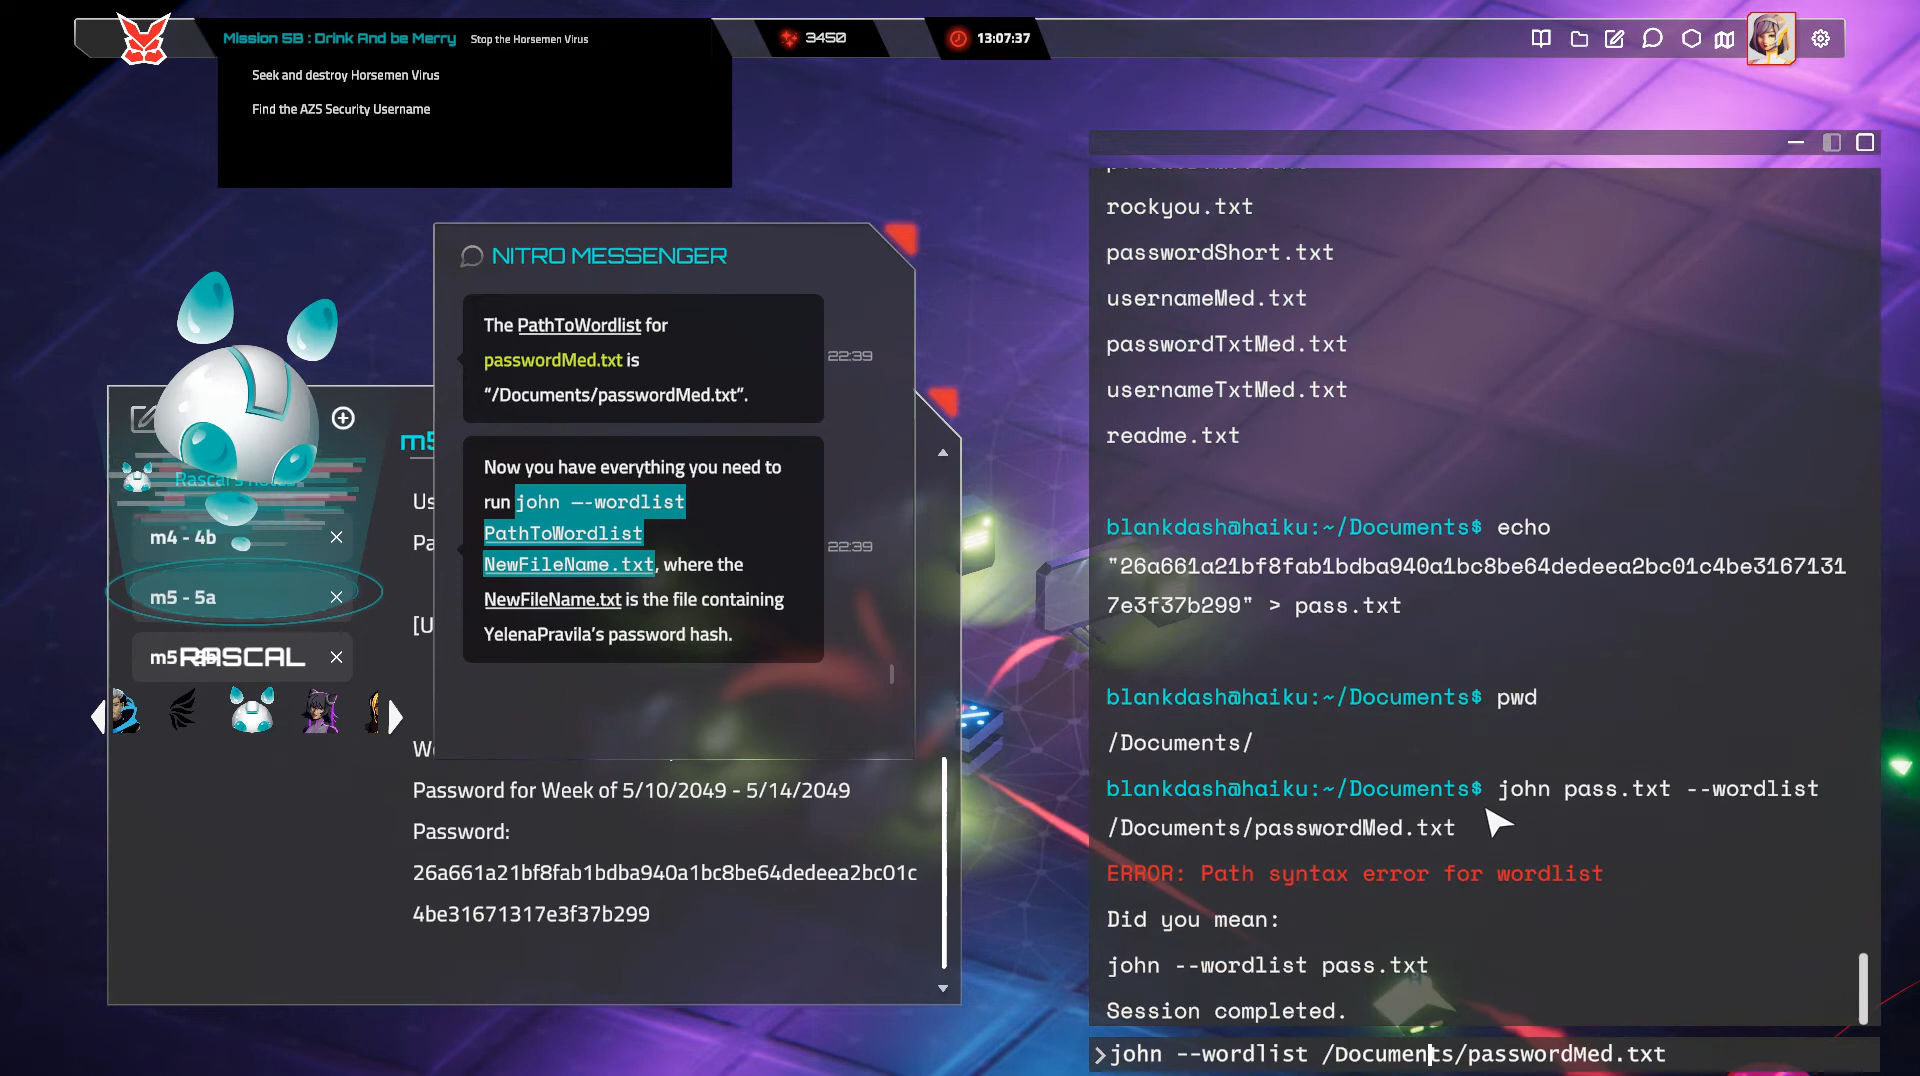 Mission 5B : Drink And be Merry
Stop the Horsemen Virus
3450
13:07:37
Seek and destroy Horsemen Virus
Find the AZS Security Username
NITRO MESSENGER
The PathToWordlist for
passwordMed.txt is
“/Documents/passwordMed.txt”.
22:39
Now you have everything you need to
run john —-wordlist
PathToWordlist
NewFileName.txt, where the
NewFileName.txt is the file containing
YelenaPravila’s password hash.
22:39
m4 - 4b
m5 - 5a
m5
RASCAL
Password for Week of 5/10/2049 - 5/14/2049
Password:
26a661a21bf8fab1bdba940a1bc8be64dedeea2bc01c
4be31671317e3f37b299
rockyou.txt
passwordShort.txt
usernameMed.txt
passwordTxtMed.txt
usernameTxtMed.txt
readme.txt
blankdash@haiku:~/Documents$ echo
"26a661a21bf8fab1bdba940a1bc8be64dedeea2bc01c4be3167131
7e3f37b299" > pass.txt
blankdash@haiku:~/Documents$ pwd
/Documents/
blankdash@haiku:~/Documents$ john pass.txt --wordlist
/Documents/passwordMed.txt
ERROR: Path syntax error for wordlist
Did you mean:
john --wordlist pass.txt
Session completed.
>john --wordlist /Documents/passwordMed.txt